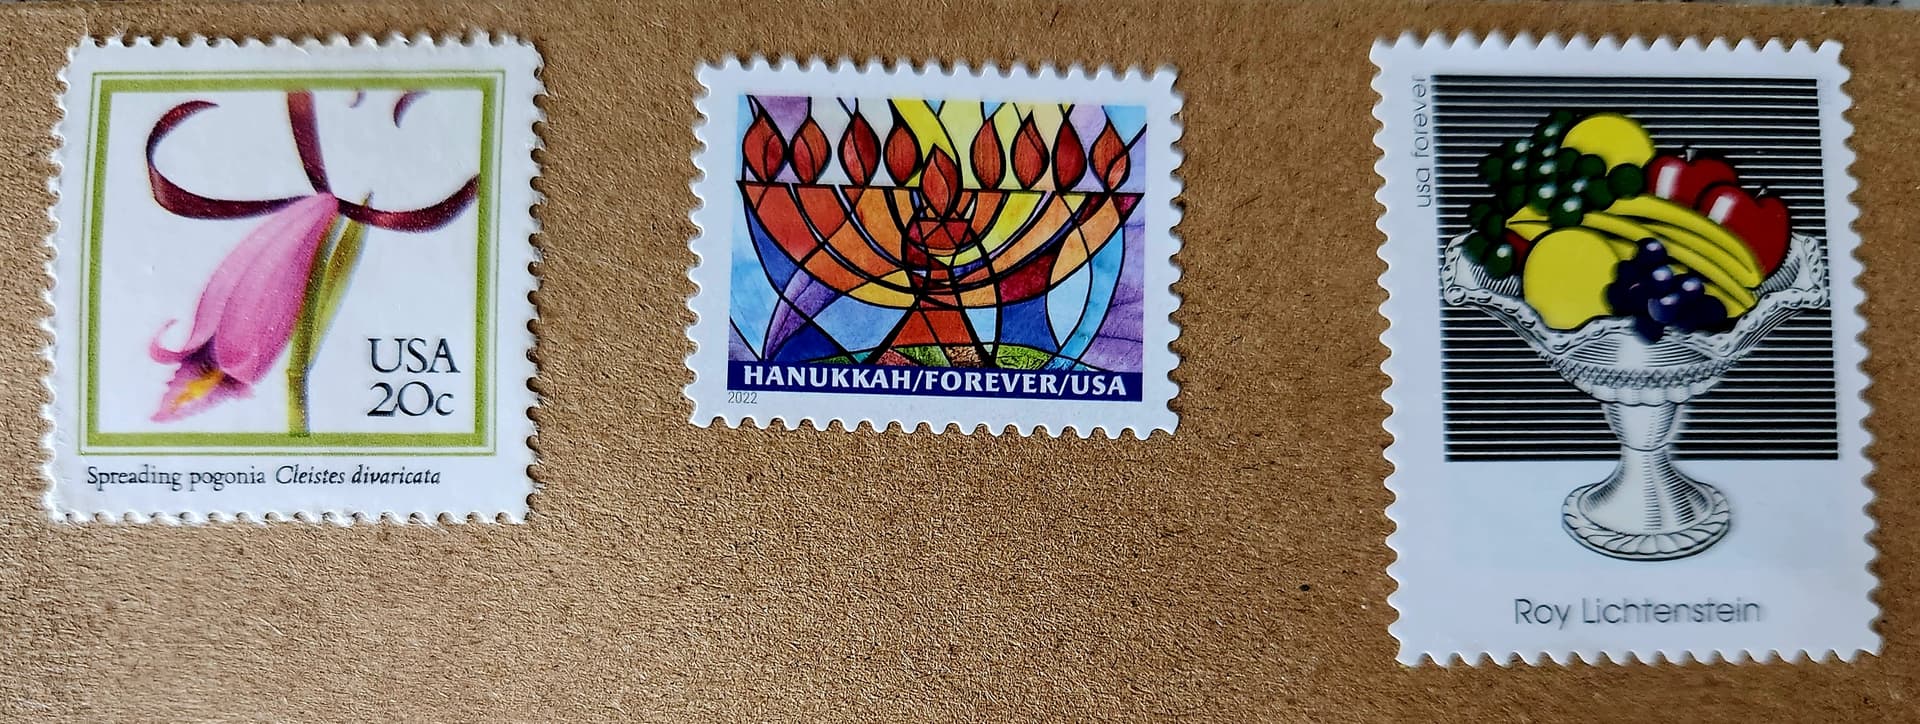 USA
20c
Spreading pogonia Cleistes divaricata
HANUKKAH/FOREVER/USA
2022
usa forever
Roy Lichtenstein